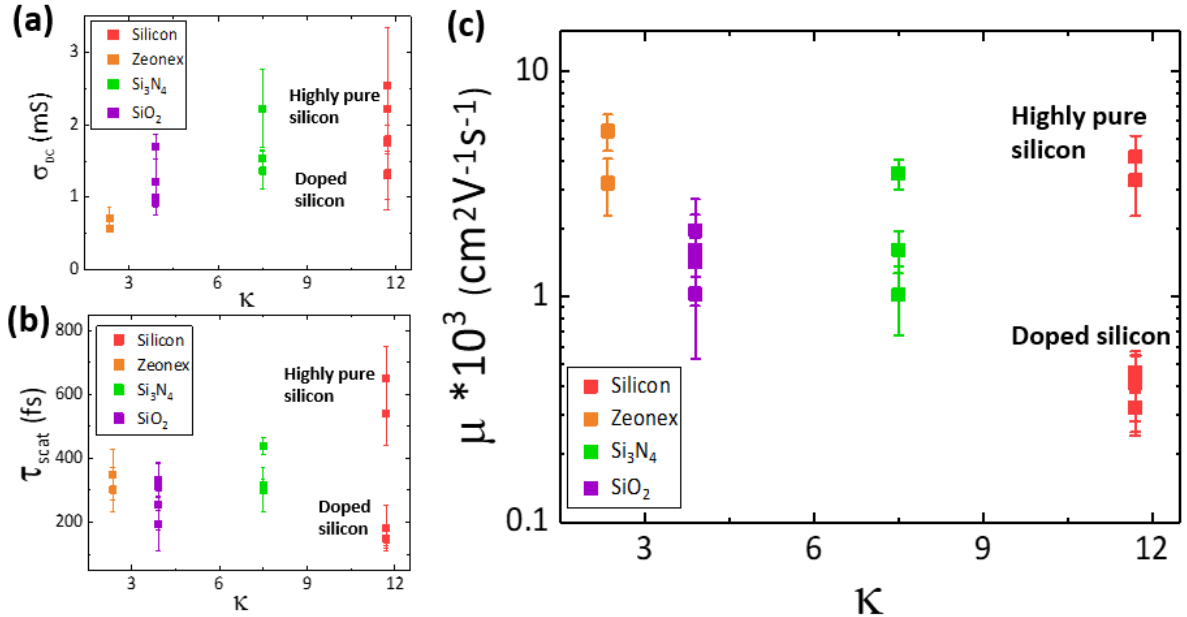 (a)
Silicon
Zeonex
Si₃N₄
SiO₂
Highly pure
silicon
Doped
silicon
σ_DC (mS)
3
2
1
0
3
6
9
12
κ
(b)
Silicon
Zeonex
Si₃N₄
SiO₂
Highly pure
silicon
Doped
silicon
τ_scat (fs)
800
600
400
200
3
6
9
12
κ
(c)
Highly pure
silicon
Doped silicon
Silicon
Zeonex
Si₃N₄
SiO₂
μ *10³ (cm²V⁻¹s⁻¹)
10
1
0.1
3
6
9
12
κ